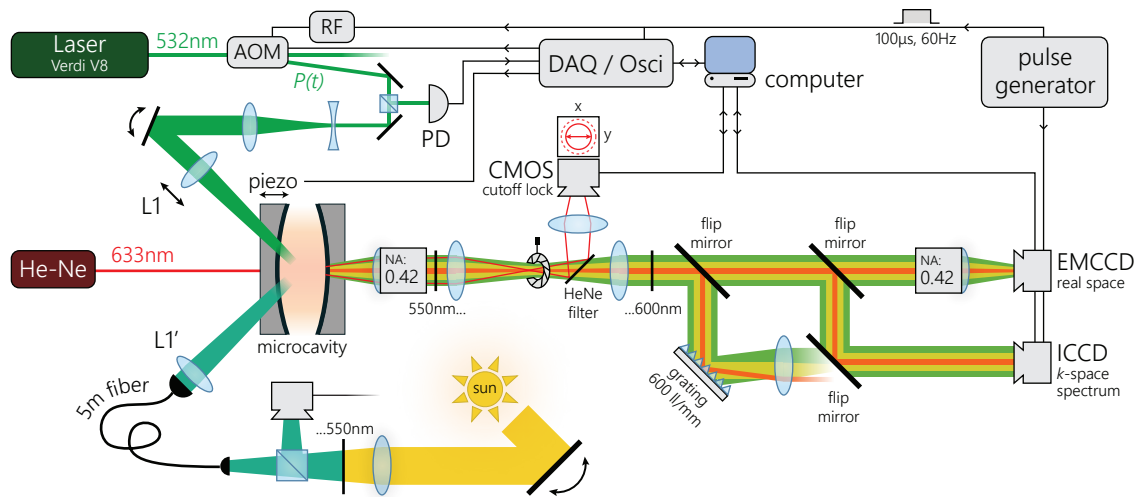 Laser
Verdi V8
532nm
AOM
RF
P(t)
PD
DAQ / Osci
computer
100µs, 60Hz
pulse
generator
x
y
CMOS
cutoff lock
L1
piezo
He-Ne
633nm
microcavity
NA:
0.42
550nm...
HeNe
filter
...600nm
flip
mirror
flip
mirror
NA:
0.42
EMCCD
real space
ICCD
k-space
spectrum
grating
600 ll/mm
flip
mirror
L1'
5m fiber
...550nm
sun